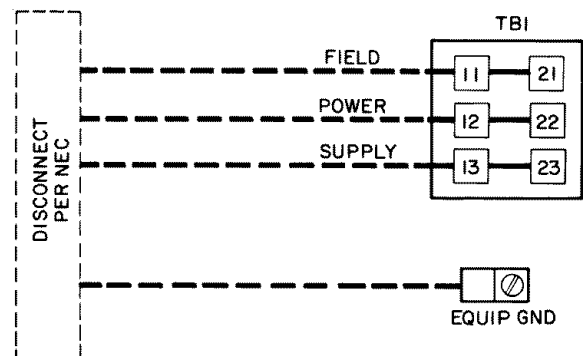 TB1
FIELD
11 21
POWER
12 22
SUPPLY
13 23
DISCONNECT
PER NEC
EQUIP GND